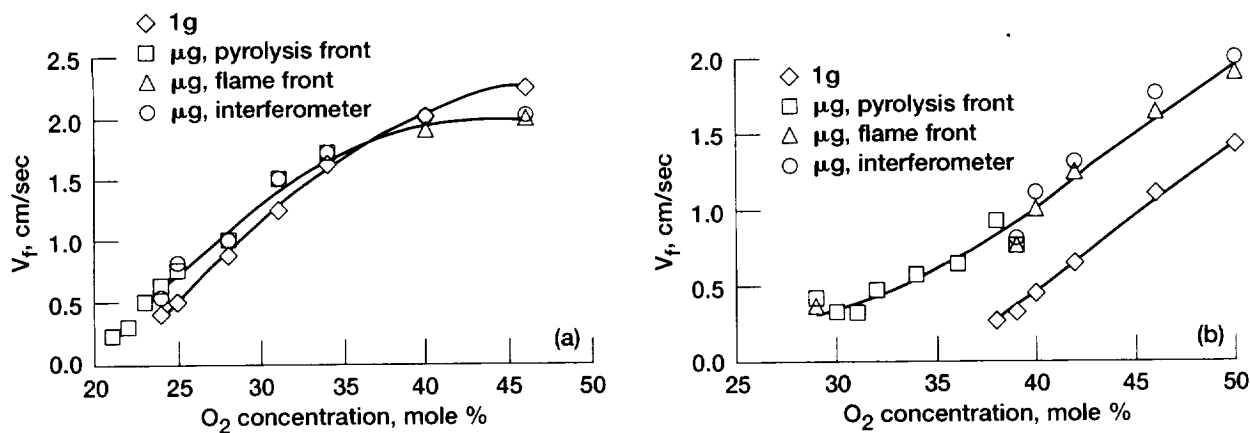 1g
μg, pyrolysis front
μg, flame front
μg, interferometer
2.5
2.0
1.5
1.0
0.5
0.0
V_f, cm/sec
(a)
20 25 30 35 40 45 50
O₂ concentration, mole %
1g
μg, pyrolysis front
μg, flame front
μg, interferometer
2.0
1.5
1.0
0.5
0.0
V_f, cm/sec
(b)
25 30 35 40 45 50
O₂ concentration, mole %